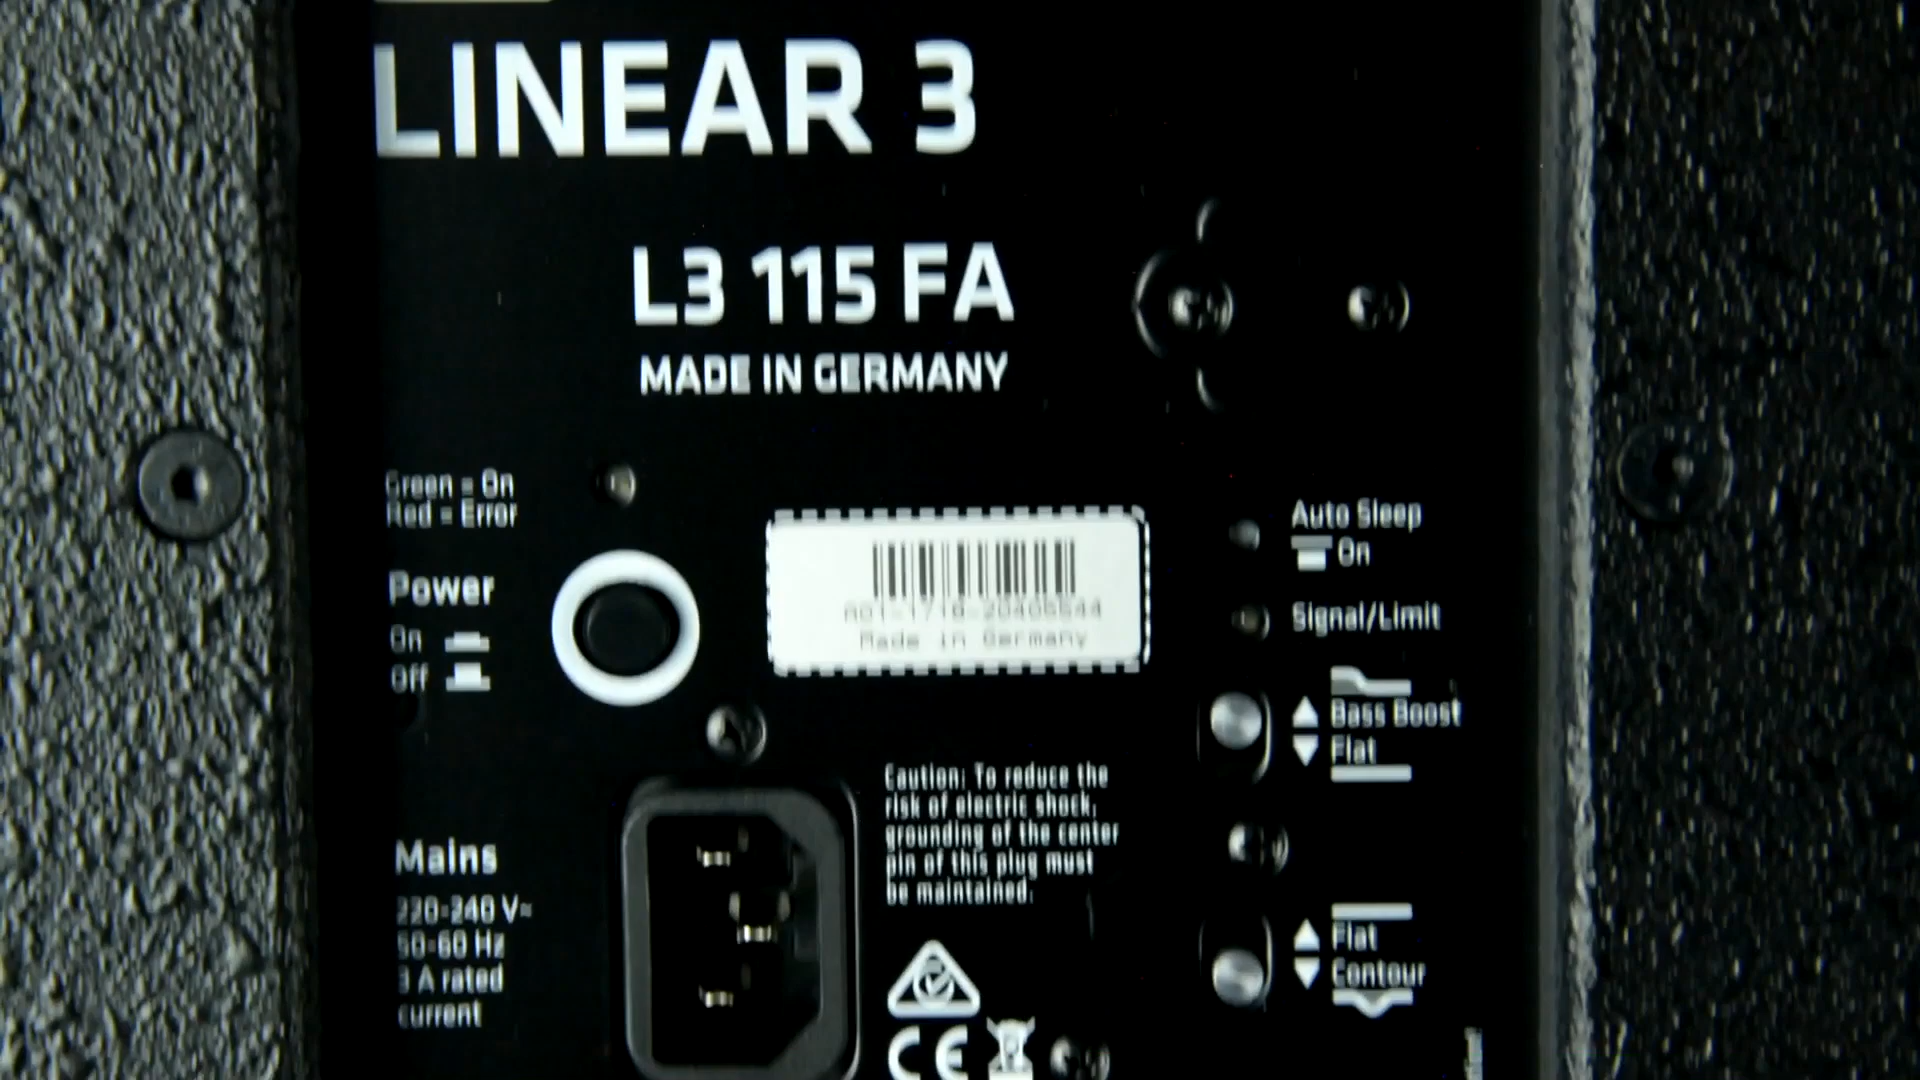 LINEAR 3
L3 115 FA
MADE IN GERMANY
Green = On
Red = Error
Power
On
Off
Made in Germany
Auto Sleep
On
Signal/Limit
Bass Boost
Flat
Caution: To reduce the
risk of electric shock,
grounding of the center
pin of this plug must
be maintained.
Mains
220-240 V~
50-60 Hz
3 A rated
current
Flat
Contour
CE